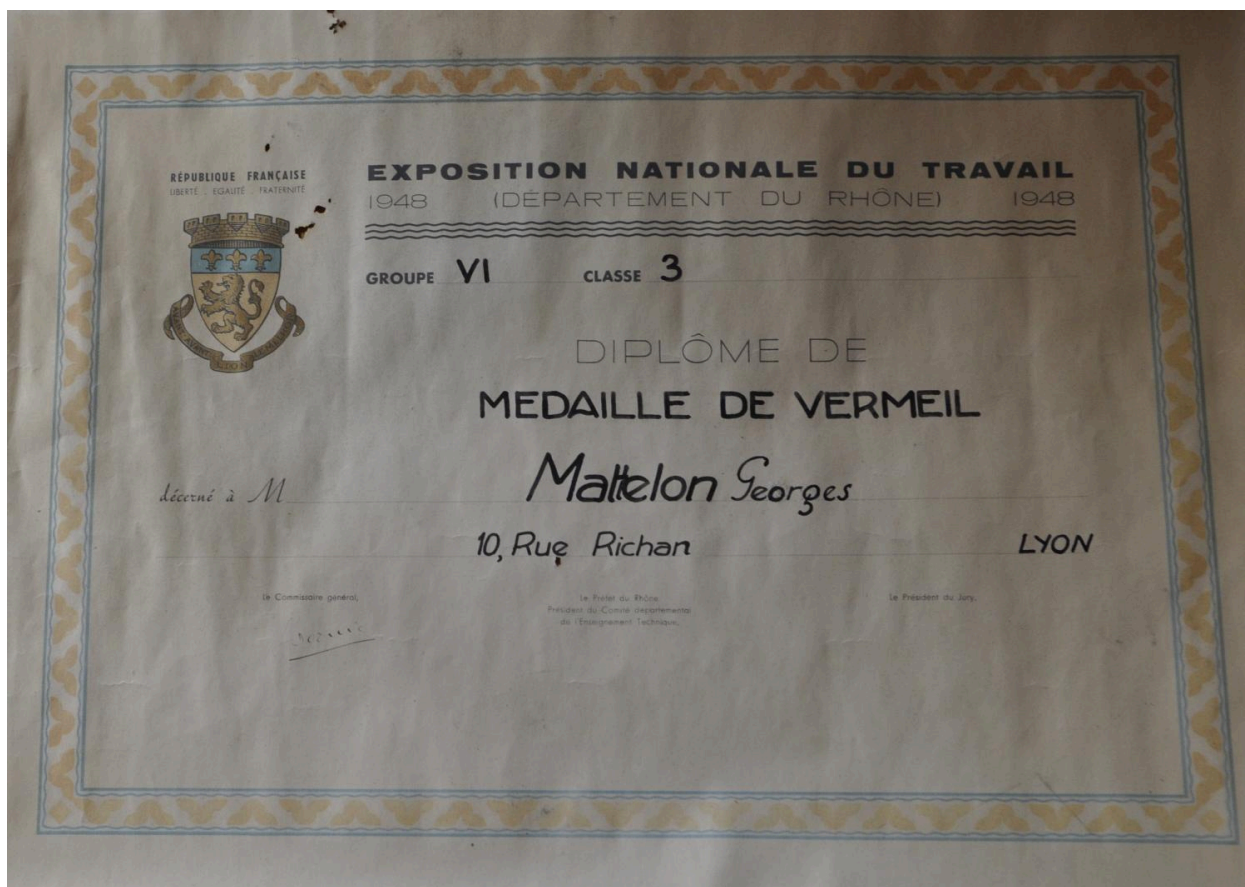 RÉPUBLIQUE FRANÇAISE
LIBERTÉ . ÉGALITÉ . FRATERNITÉ
LYON
EXPOSITION NATIONALE DU TRAVAIL
1948 (DÉPARTEMENT DU RHÔNE) 1948
GROUPE VI CLASSE 3
DIPLÔME DE
MEDAILLE DE VERMEIL
décerné à M Mattelon Georges
10, Rue Richan LYON
Le Commissaire général,
Le Préfet du Rhône
Président du Comité départemental
de l'Enseignement Technique,
Le Président du Jury,